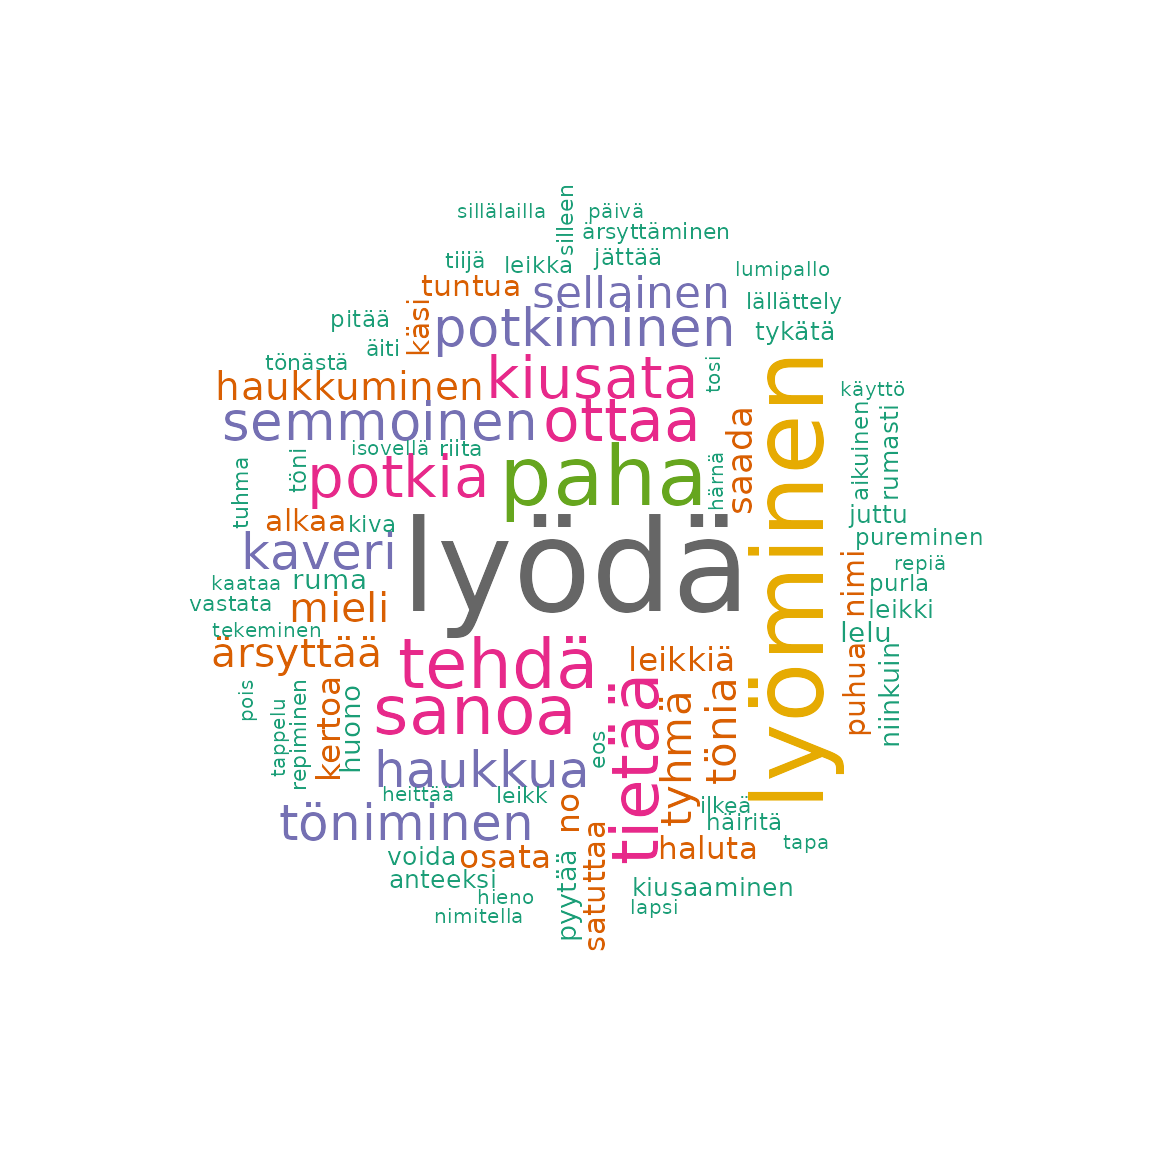 silleen
sillälailla
päivä
ärsyttäminen
tiijä
leikka
jättää
lumipallo
tuntua
sellainen
lällättely
käsi
pitää
potkiminen
tykätä
äiti
tönästä
kiusata
tosi
haukkuminen
käyttö
semmoinen
ottaa
saada
lyöminen
aikuinen
rumasti
isovellä
riita
töni
potkia
paha
härnä
tuhma
alkaa
kiva
juttu
kaveri
lyödä
pureminen
nimi
repiä
kaataa
ruma
purla
vastata
mieli
leikki
tekeminen
lelu
ärsyttää
tehdä
leikkiä
puhua
niinkuin
pois
tappelu
repiminen
kertoa
huono
sanoa
tietää
tyhmä
tönia
eos
haukkua
heittää
leikk
ilkeä
töniminen
no
häiritä
voida
osata
haluta
tapa
anteeksi
pyytää
satuttaa
kiusaaminen
hieno
lapsi
nimitella